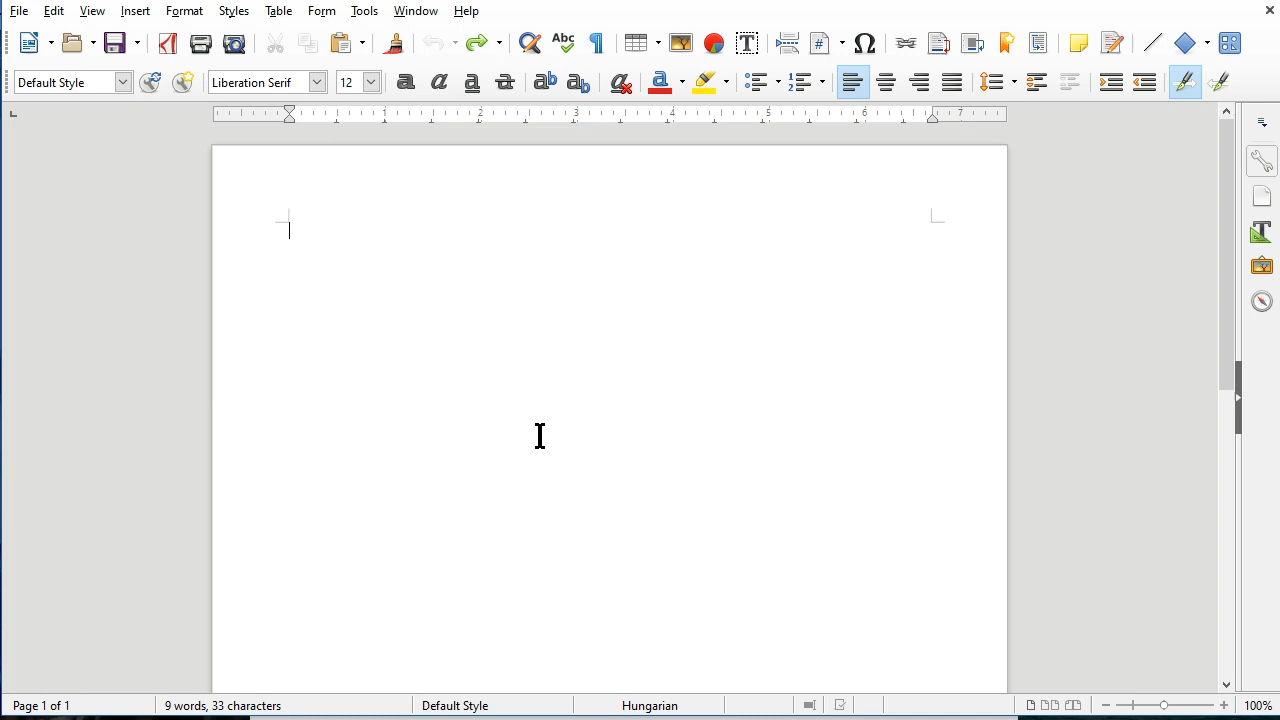 File Edit View Insert Format Styles Table Form Tools Window Help
Abc
Default Style Liberation Serif 12
1 2 3 4 5 6 7
Page 1 of 1 9 words, 33 characters Default Style Hungarian 100%